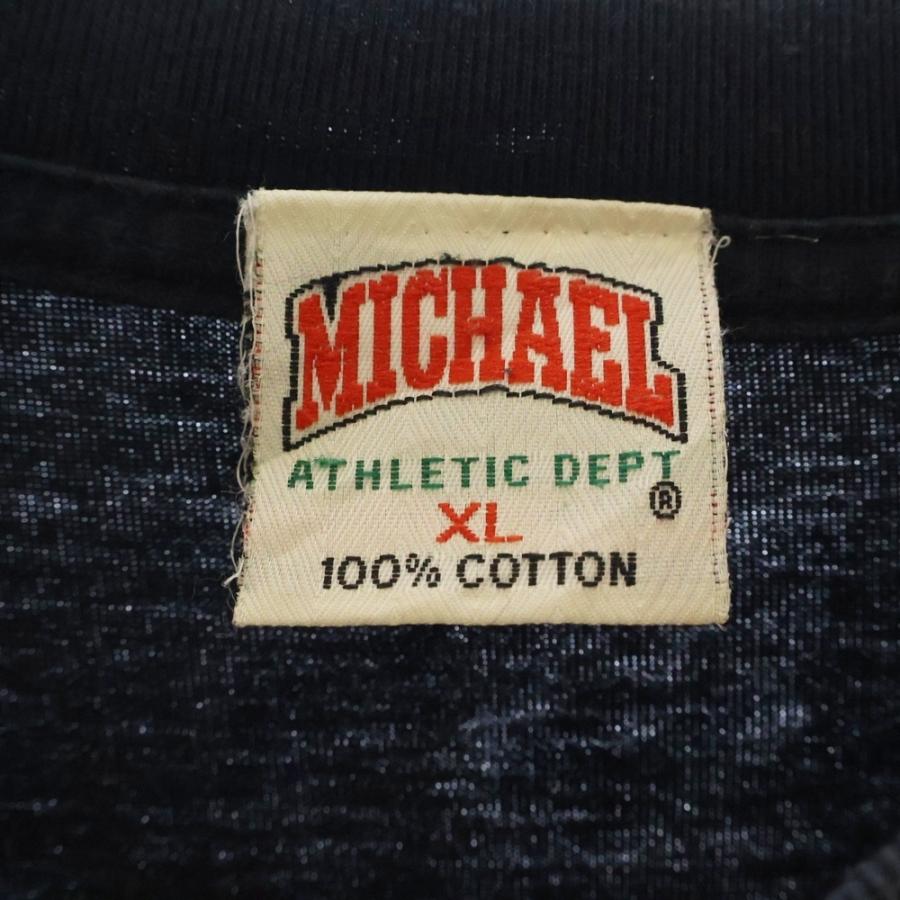 MICHAEL
ATHLETIC DEPT
®
XL
100% COTTON